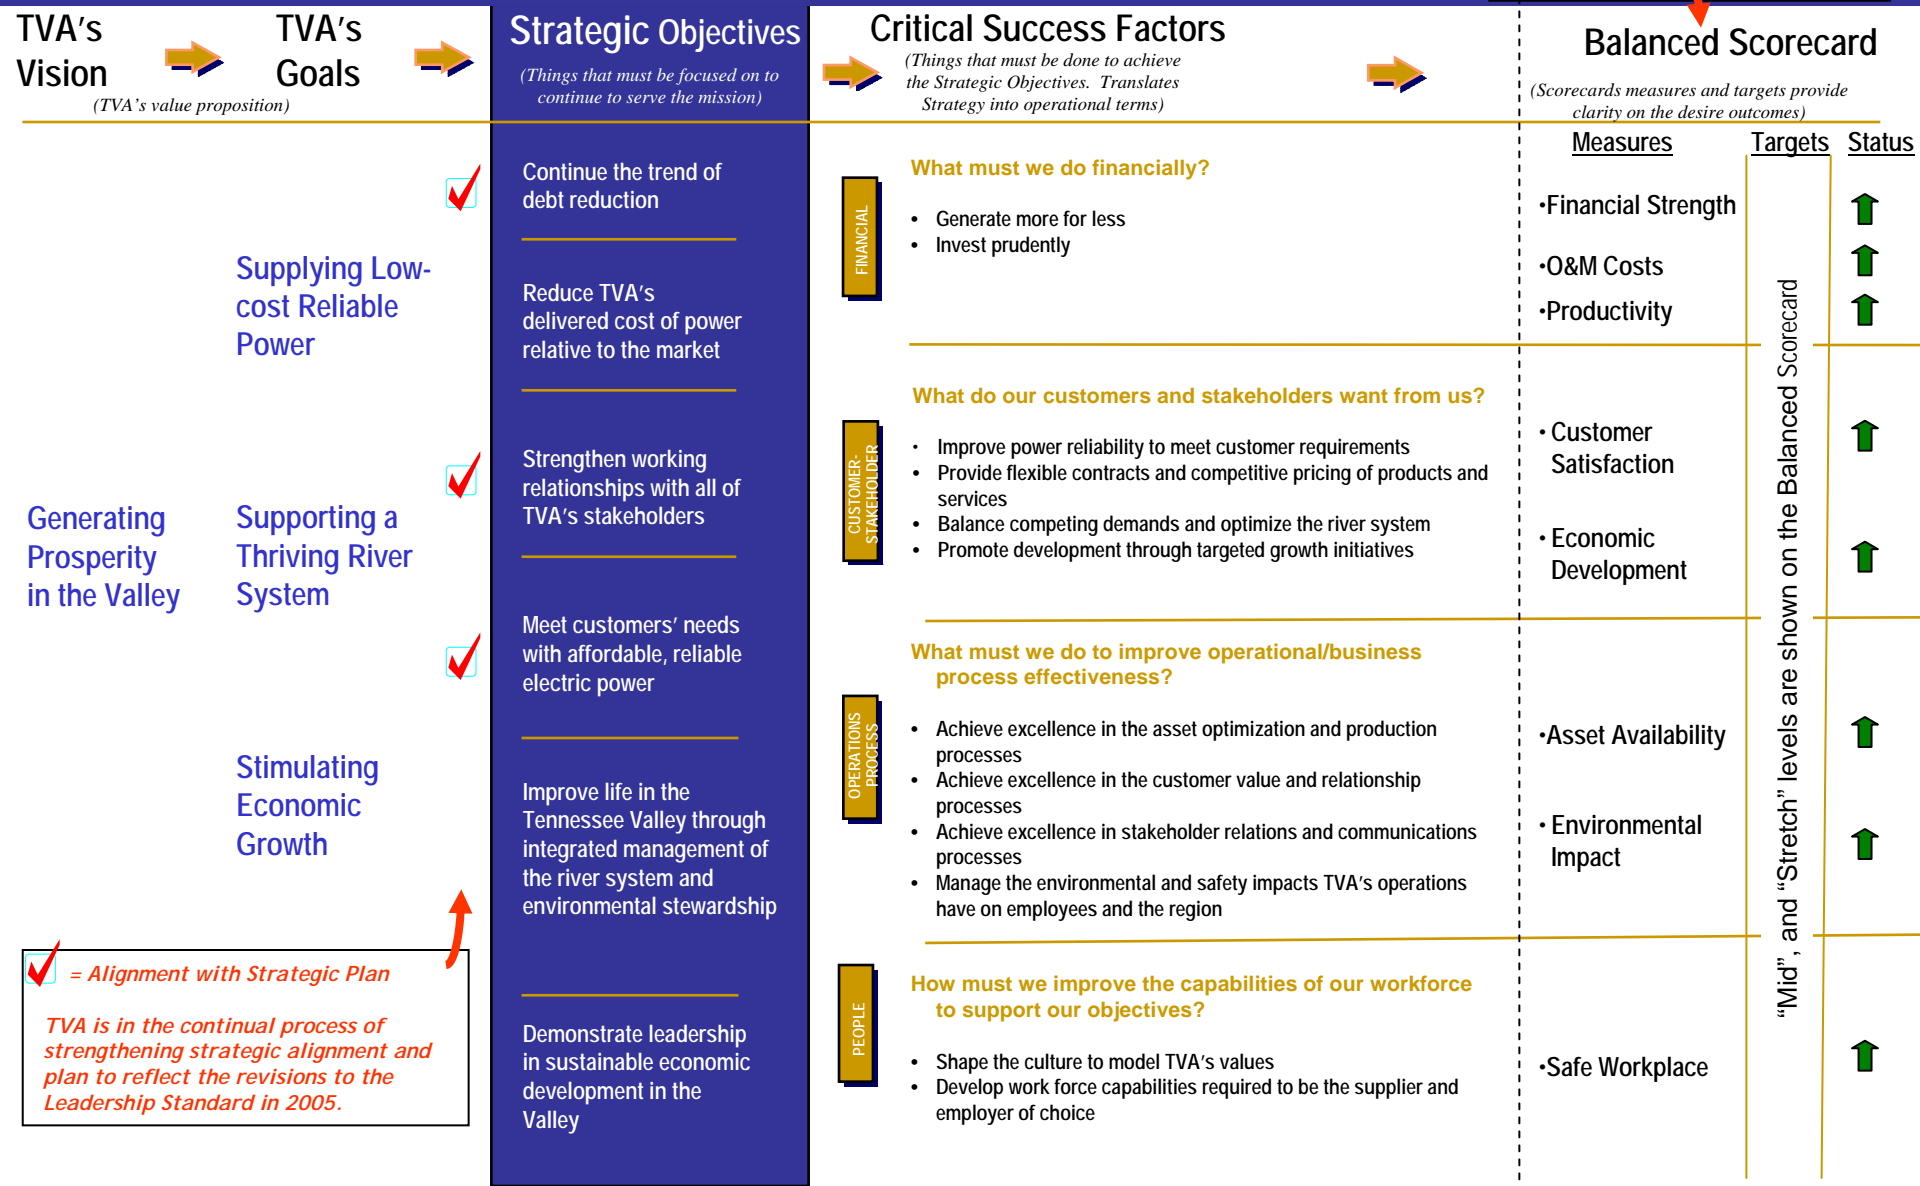 TVA's
Vision
TVA's
Goals
(TVA's value proposition)
Strategic Objectives
(Things that must be focused on to
continue to serve the mission)
Critical Success Factors
(Things that must be done to achieve
the Strategic Objectives. Translates
Strategy into operational terms)
Balanced Scorecard
(Scorecards measures and targets provide
clarity on the desire outcomes)
Measures
Targets
Status
Generating
Prosperity
in the Valley
Supplying Low-
cost Reliable
Power
Supporting a
Thriving River
System
Stimulating
Economic
Growth
= Alignment with Strategic Plan
TVA is in the continual process of
strengthening strategic alignment and
plan to reflect the revisions to the
Leadership Standard in 2005.
Continue the trend of
debt reduction
Reduce TVA's
delivered cost of power
relative to the market
Strengthen working
relationships with all of
TVA's stakeholders
Meet customers' needs
with affordable, reliable
electric power
Improve life in the
Tennessee Valley through
integrated management of
the river system and
environmental stewardship
Demonstrate leadership
in sustainable economic
development in the
Valley
FINANCIAL
What must we do financially?
• Generate more for less
• Invest prudently
CUSTOMER-
STAKEHOLDER
What do our customers and stakeholders want from us?
• Improve power reliability to meet customer requirements
• Provide flexible contracts and competitive pricing of products and
services
• Balance competing demands and optimize the river system
• Promote development through targeted growth initiatives
OPERATIONS
PROCESS
What must we do to improve operational/business
process effectiveness?
• Achieve excellence in the asset optimization and production
processes
• Achieve excellence in the customer value and relationship
processes
• Achieve excellence in stakeholder relations and communications
processes
• Manage the environmental and safety impacts TVA's operations
have on employees and the region
PEOPLE
How must we improve the capabilities of our workforce
to support our objectives?
• Shape the culture to model TVA's values
• Develop work force capabilities required to be the supplier and
employer of choice
•Financial Strength
•O&M Costs
•Productivity
• Customer
Satisfaction
• Economic
Development
•Asset Availability
• Environmental
Impact
•Safe Workplace
"Mid", and "Stretch" levels are shown on the Balanced Scorecard